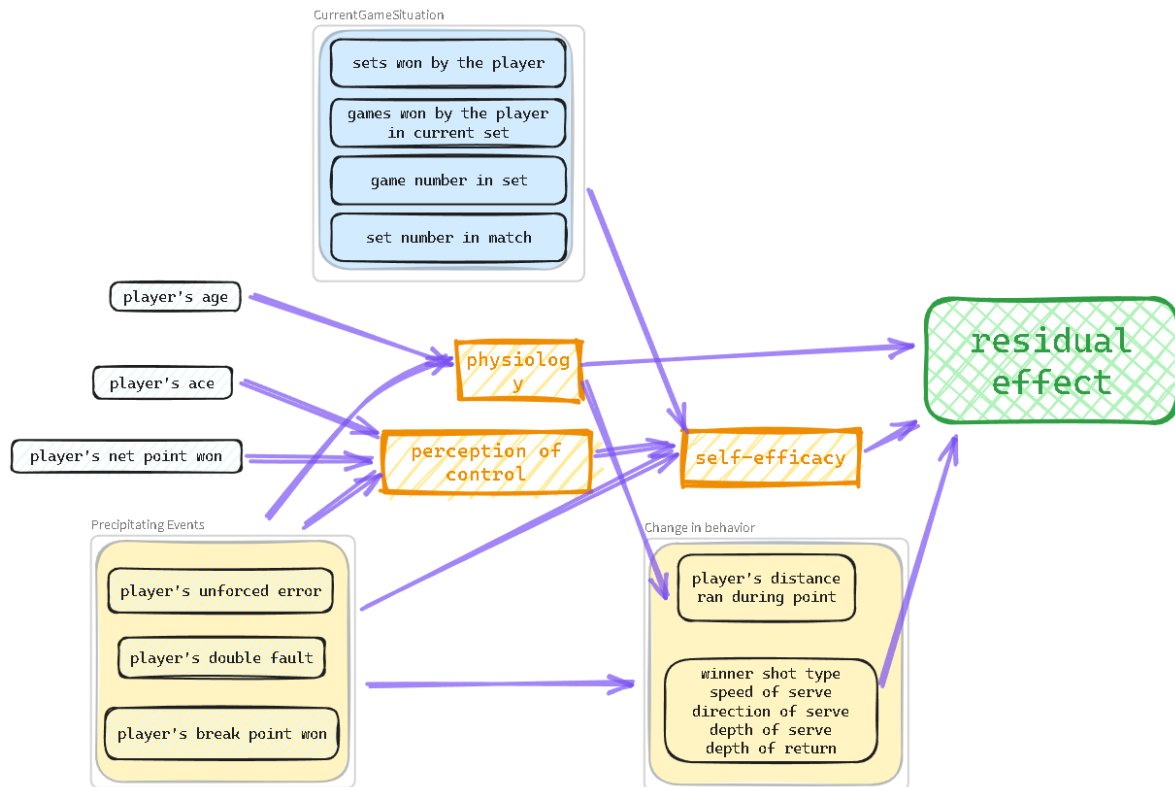 CurrentGameSituation
sets won by the player
games won by the player
in current set
game number in set
set number in match
player's age
player's ace
player's net point won
physiolog
y
perception of
control
self-efficacy
residual
effect
Precipitating Events
player's unforced error
player's double fault
player's break point won
Change in behavior
player's distance
ran during point
winner shot type
speed of serve
direction of serve
depth of serve
depth of return